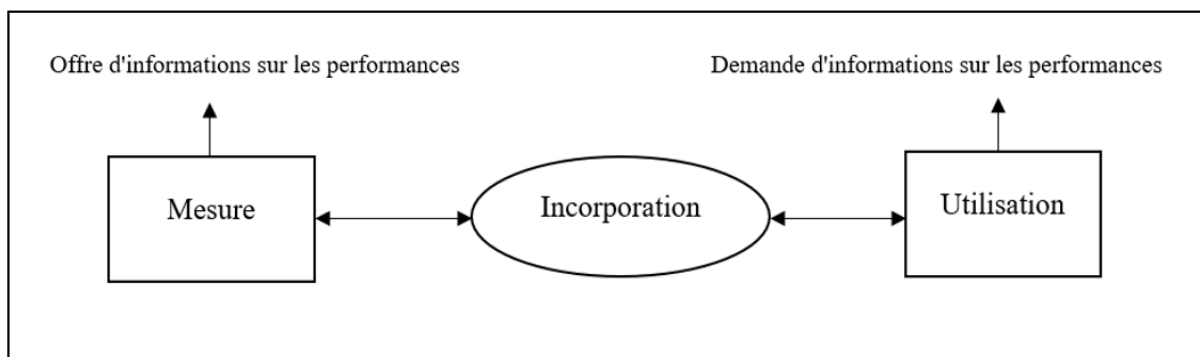 Offre d'informations sur les performances
Demande d'informations sur les performances
Mesure
Incorporation
Utilisation